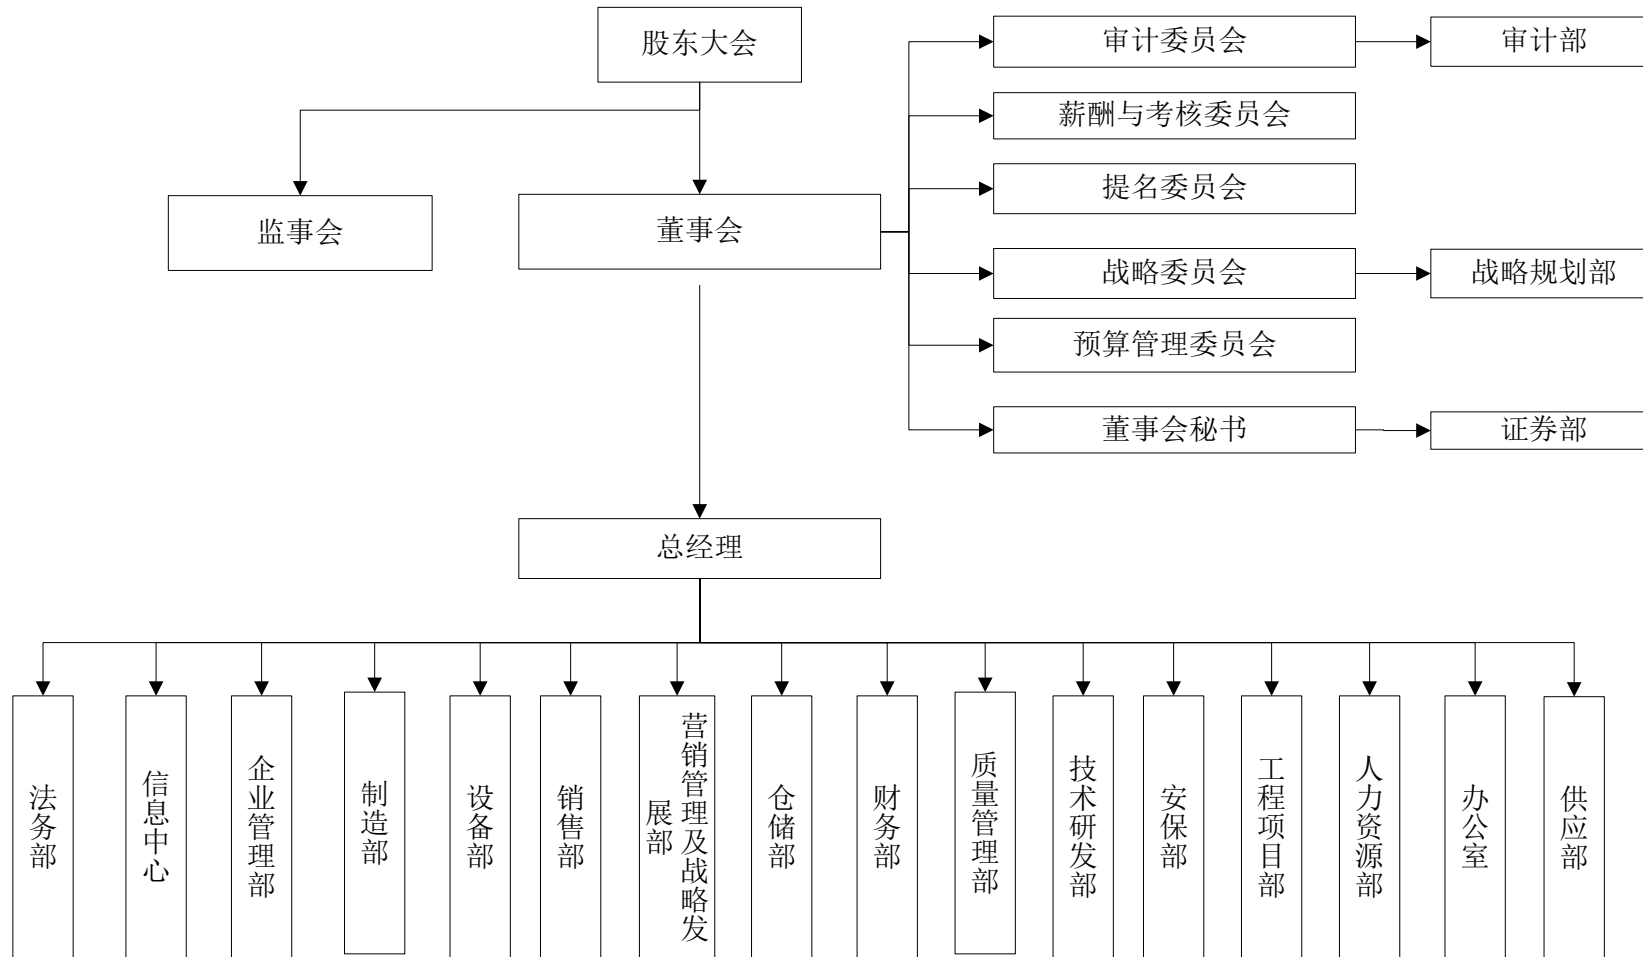 股东大会
审计委员会
审计部
薪酬与考核委员会
提名委员会
监事会
董事会
战略委员会
战略规划部
预算管理委员会
董事会秘书
证券部
总经理
法务部
信息中心
企业管理部
制造部
设备部
销售部
营销管理及战略发
展部
仓储部
财务部
质量管理部
技术研发部
安保部
工程项目部
人力资源部
办公室
供应部